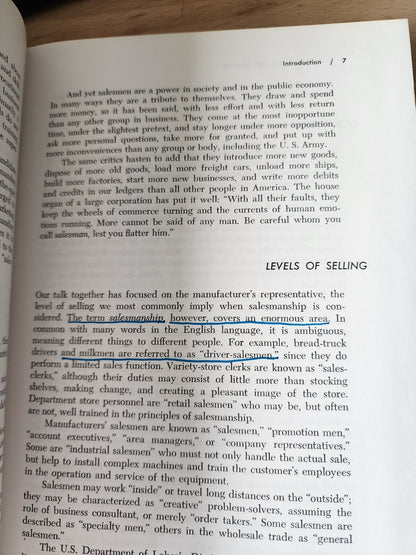 Introduction / 7
And yet salesmen are a power in society and in the public economy.
In many ways they are a tribute to themselves. They draw and spend
more money, so it has been said, with less effort and with less return
than any other group in business. They come at the most inopportune
time, under the slightest pretext, and stay longer under more opposition,
ask more personal questions, take more for granted, and put up with
more inconveniences than any group or body, including the U. S. Army.
The same critics hasten to add that they introduce more new goods,
dispose of more old goods, load more freight cars, unload more ships,
build more factories, start more new businesses, and write more debits
and credits in our ledgers than all other people in America. The house
organ of a large corporation has put it well: "With all their faults, they
keep the wheels of commerce turning and the currents of human emo-
tions running. More cannot be said of any man. Be careful whom you
call salesman, lest you flatter him."
LEVELS OF SELLING
Our talk together has focused on the manufacturer's representative, the
level of selling we most commonly imply when salesmanship is con-
sidered. The term salesmanship, however, covers an enormous area. In
common with many words in the English language, it is ambiguous,
meaning different things to different people. For example, bread-truck
drivers and milkmen are referred to as "driver-salesmen," since they do
perform a limited sales function. Variety-store clerks are known as "sales-
clerks," although their duties may consist of little more than stocking
shelves, making change, and creating a pleasant image of the store.
Department store personnel are "retail salesmen" who may be, but often
are not, well trained in the principles of salesmanship.
Manufacturers' salesmen are known as "salesmen," "promotion men,"
"account executives," "area managers," or "company representatives."
Some are "industrial salesmen" who must not only handle the actual sale,
but help to install complex machines and train the customer's employees
in the operation and service of the equipment.
Salesmen may work "inside" or travel long distances on the "outside";
they may be characterized as "creative" problem-solvers, assuming the
role of business consultant, or merely "order takers." Some salesmen are
described as "specialty men," others in the wholesale trade as "general
salesmen."
The U.S. Department of